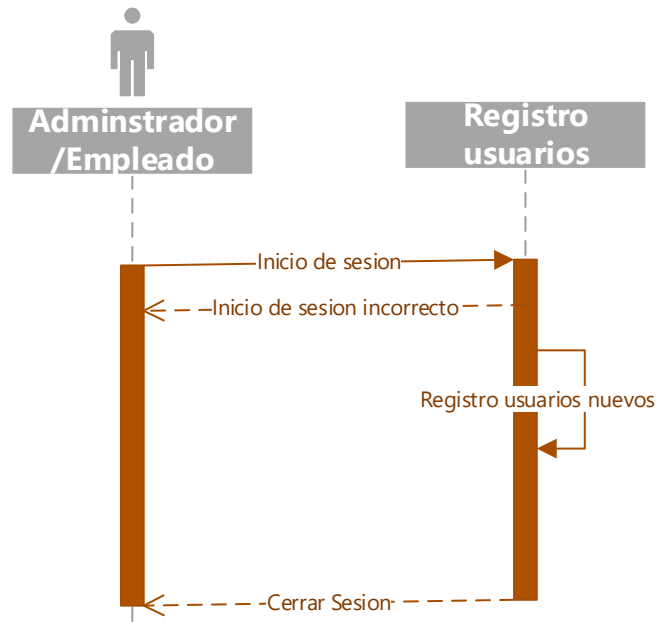 Adminstrador
/Empleado
Registro
usuarios
Inicio de sesion
Inicio de sesion incorrecto
Registro usuarios nuevos
Cerrar Sesion